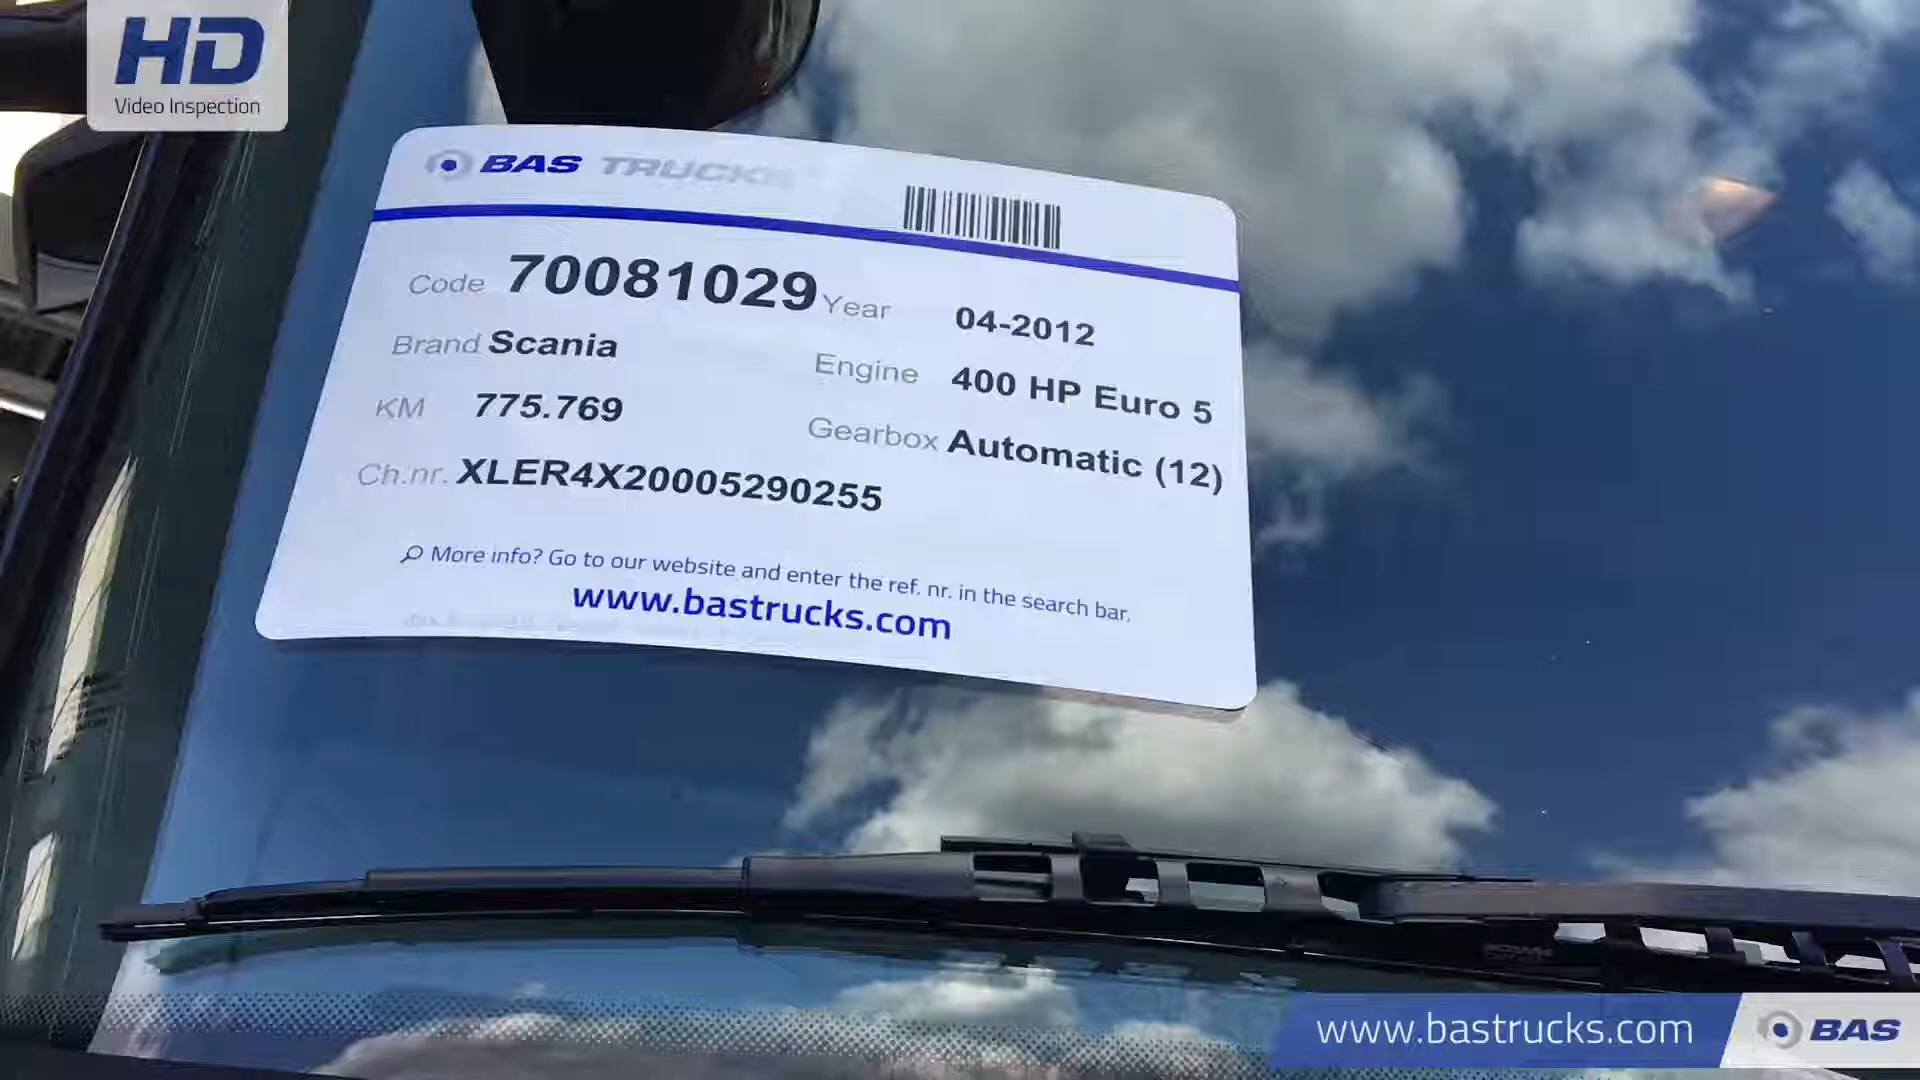 HD
Video Inspection
BAS TRUCKS
Code 70081029
Year 04-2012
Brand Scania
Engine 400 HP Euro 5
KM 775.769
Gearbox Automatic (12)
Ch.nr. XLER4X20005290255
More info? Go to our website and enter the ref. nr. in the search bar.
www.bastrucks.com
www.bastrucks.com
BAS